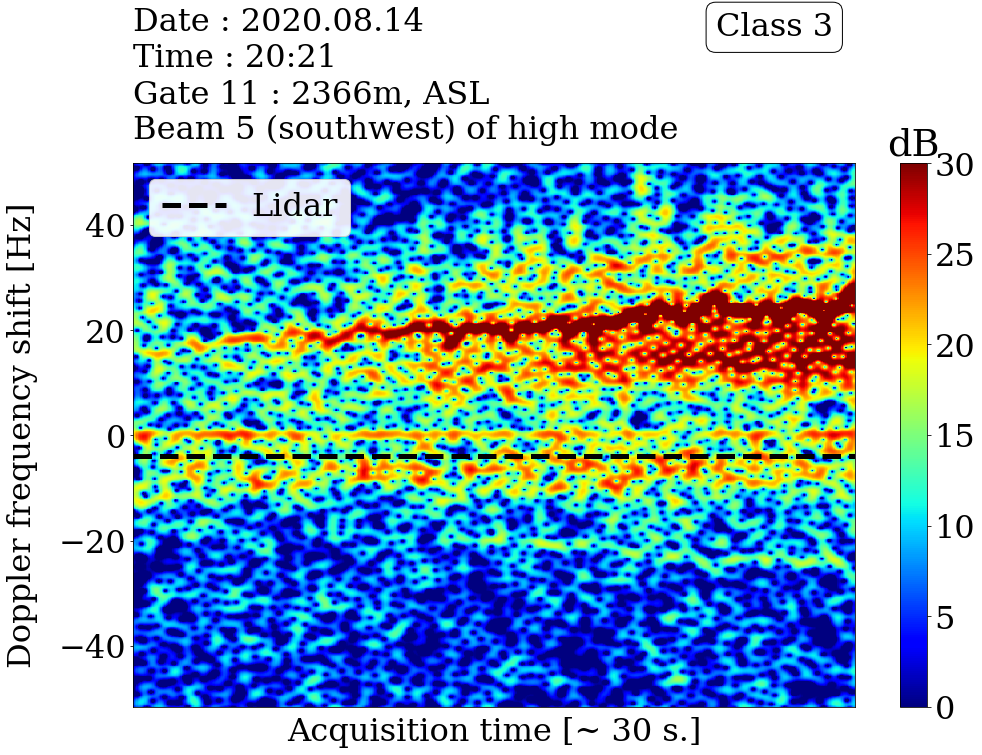 Date : 2020.08.14
Time : 20:21
Gate 11 : 2366m, ASL
Beam 5 (southwest) of high mode
Class 3
dB
Lidar
Doppler frequency shift [Hz]
40
20
0
−20
−40
Acquisition time [~ 30 s.]
30
25
20
15
10
5
0